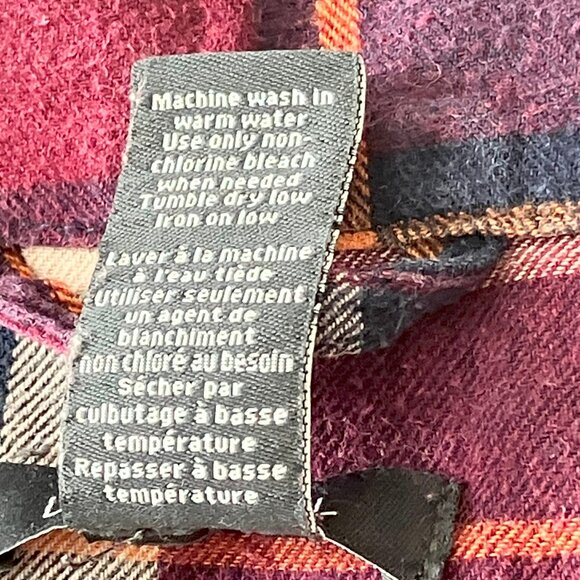 Machine wash in
warm water
Use only non-
chlorine bleach
when needed
Tumble dry low
Iron on low
Laver à la machine
à l'eau tiède
Utiliser seulement
un agent de
blanchiment
non chloré au besoin
Sécher par
culbutage à basse
température
Repasser à basse
température